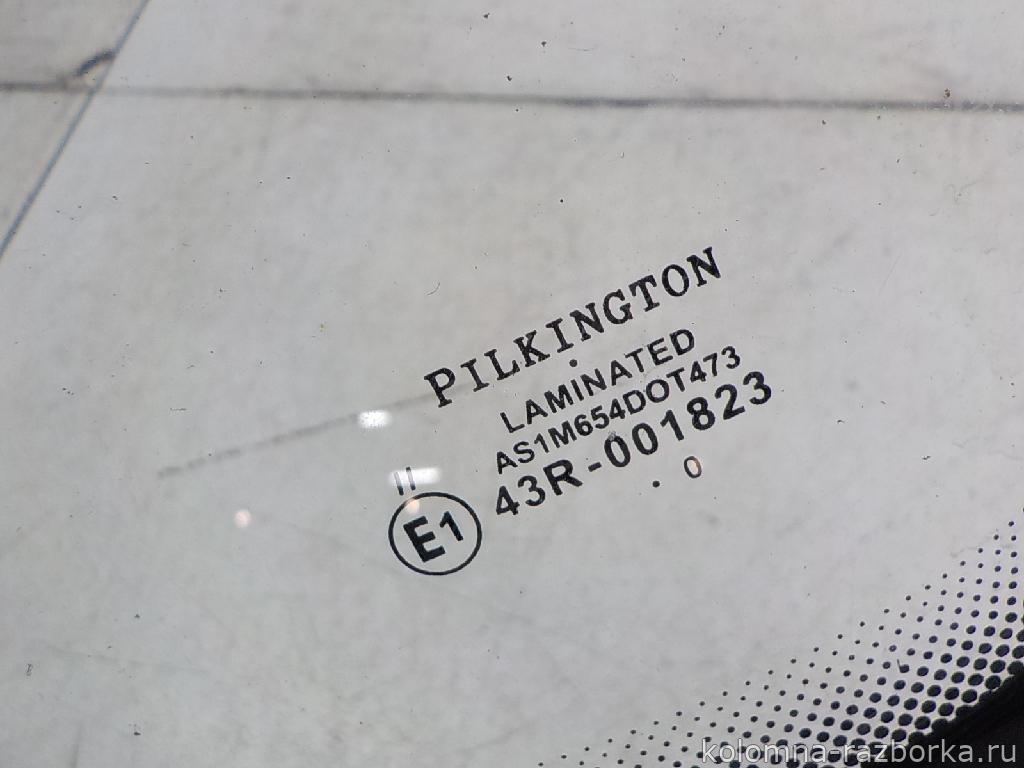 PILKINGTON
LAMINATED
AS1M654DOT473
43R-001823
. 0
II
E1
kolomna-razborka.ru